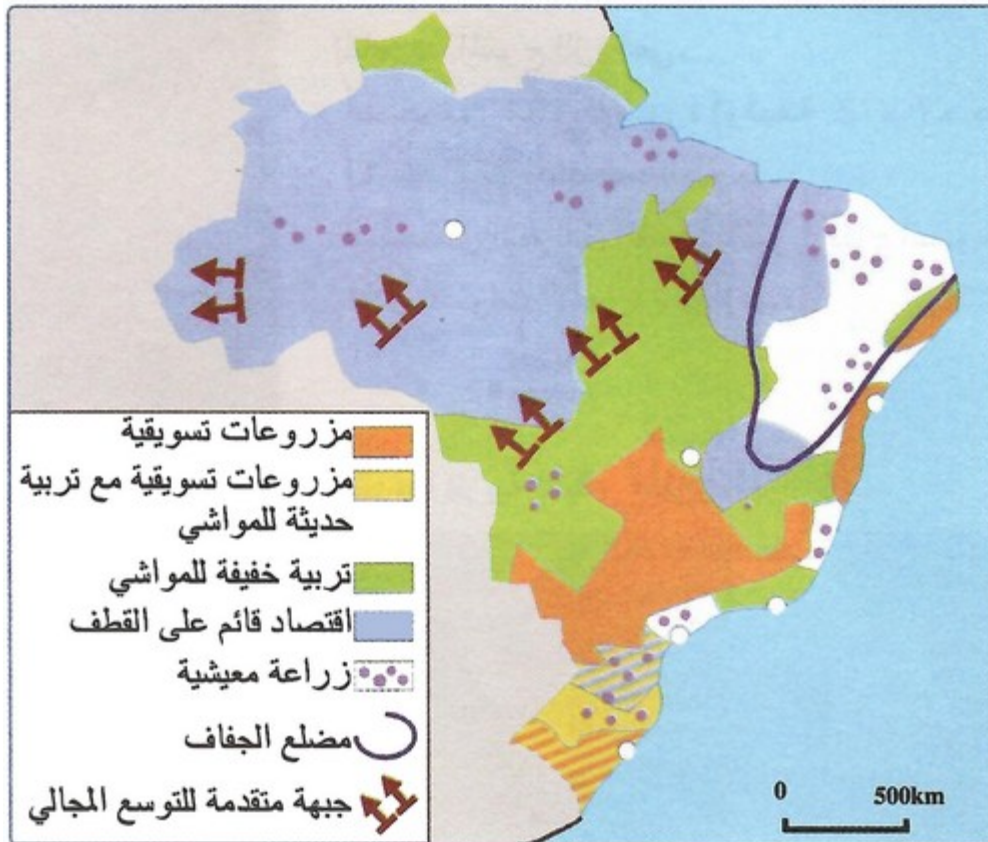 مزروعات تسويقية
مزروعات تسويقية مع تربية
حديثة للمواشي
تربية خفيفة للمواشي
اقتصاد قائم على القطف
زراعة معيشية
مضلع الجفاف
جبهة متقدمة للتوسع المجالي
0 500km